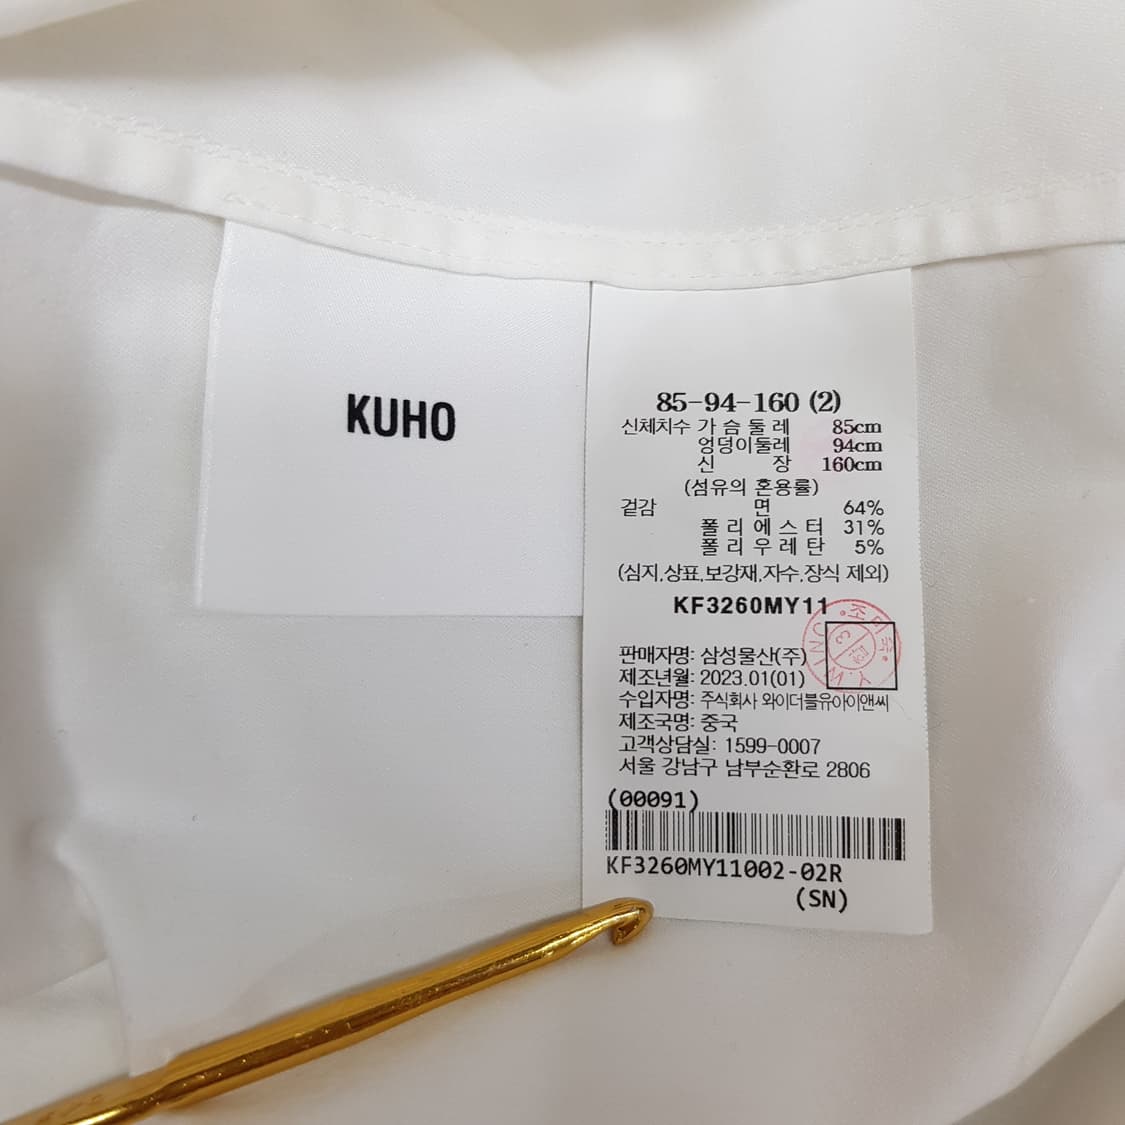 KUHO
85-94-160 (2)
신체치수 가슴둘레 85cm
엉덩이둘레 94cm
신장 160cm
(섬유의 혼용률)
겉감 면 64%
폴리에스터 31%
폴리우레탄 5%
(심지,상표,보강재,자수,장식 제외)
KF3260MY11
판매자명: 삼성물산(주)
제조년월: 2023.01(01)
수입자명: 주식회사 와이더블유아이앤씨
제조국명: 중국
고객상담실: 1599-0007
서울 강남구 남부순환로 2806
(00091)
KF3260MY11002-02R
(SN)